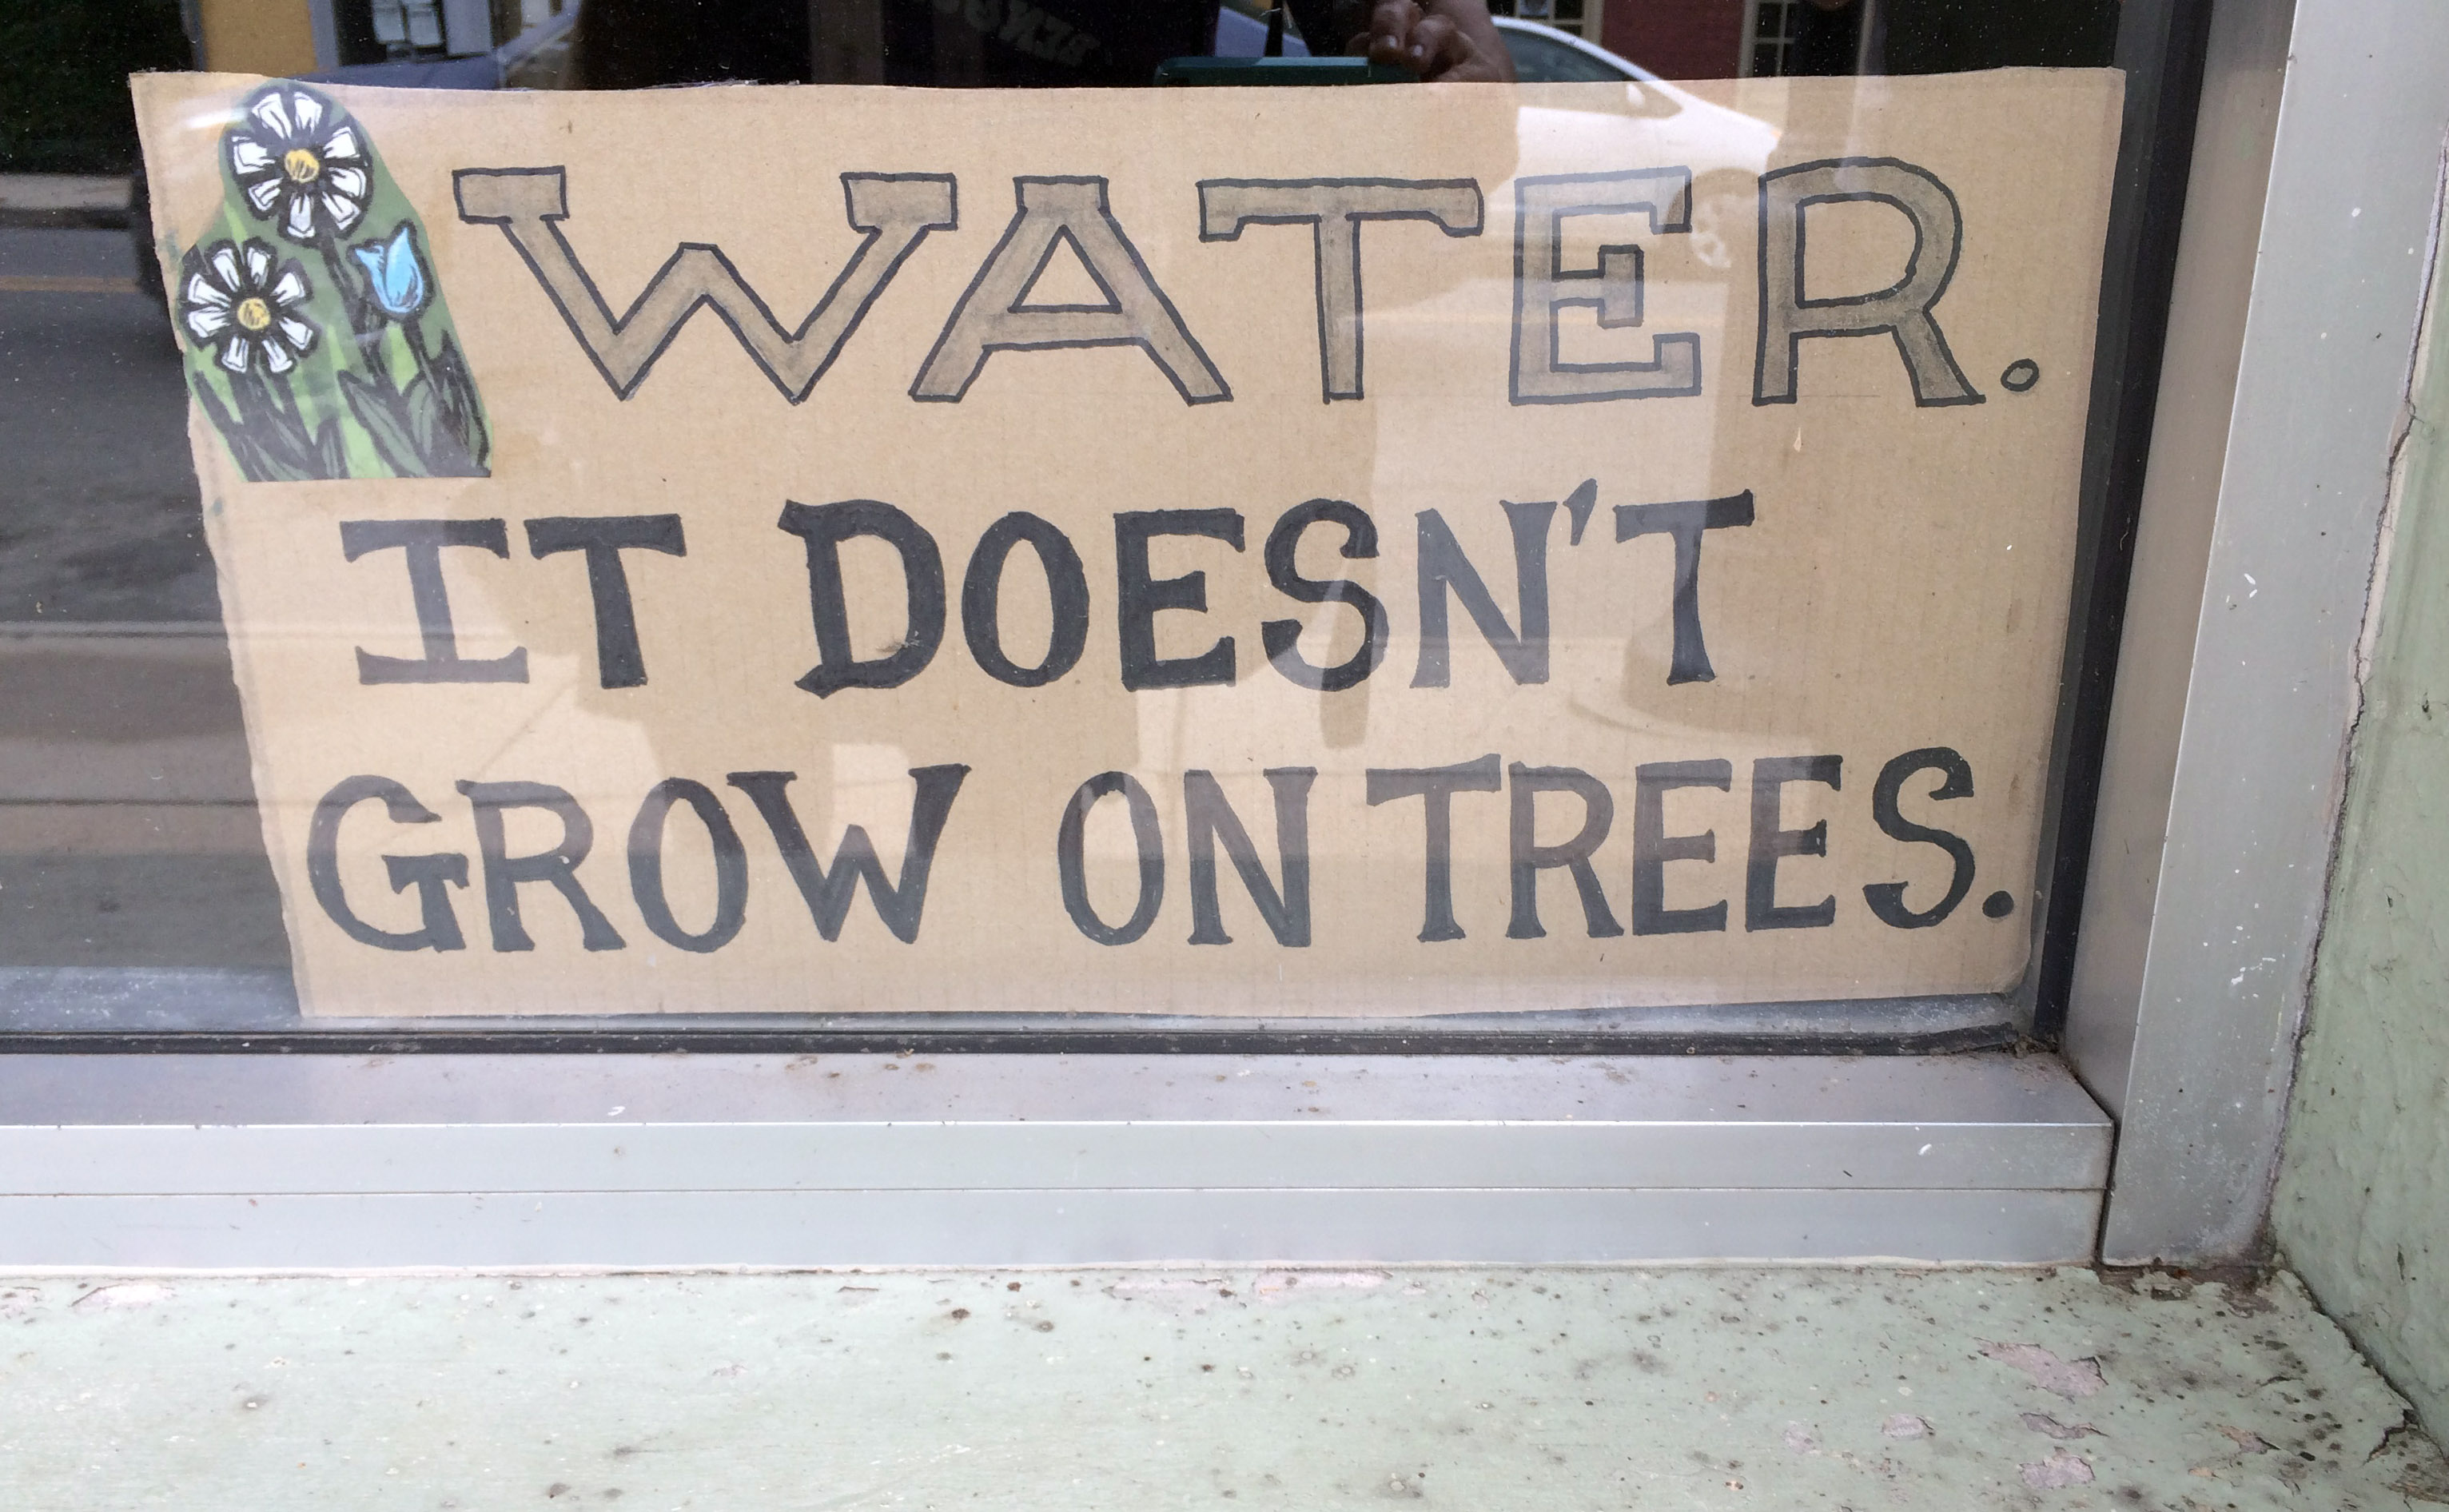 WATER.
IT DOESN'T
GROW ON TREES.